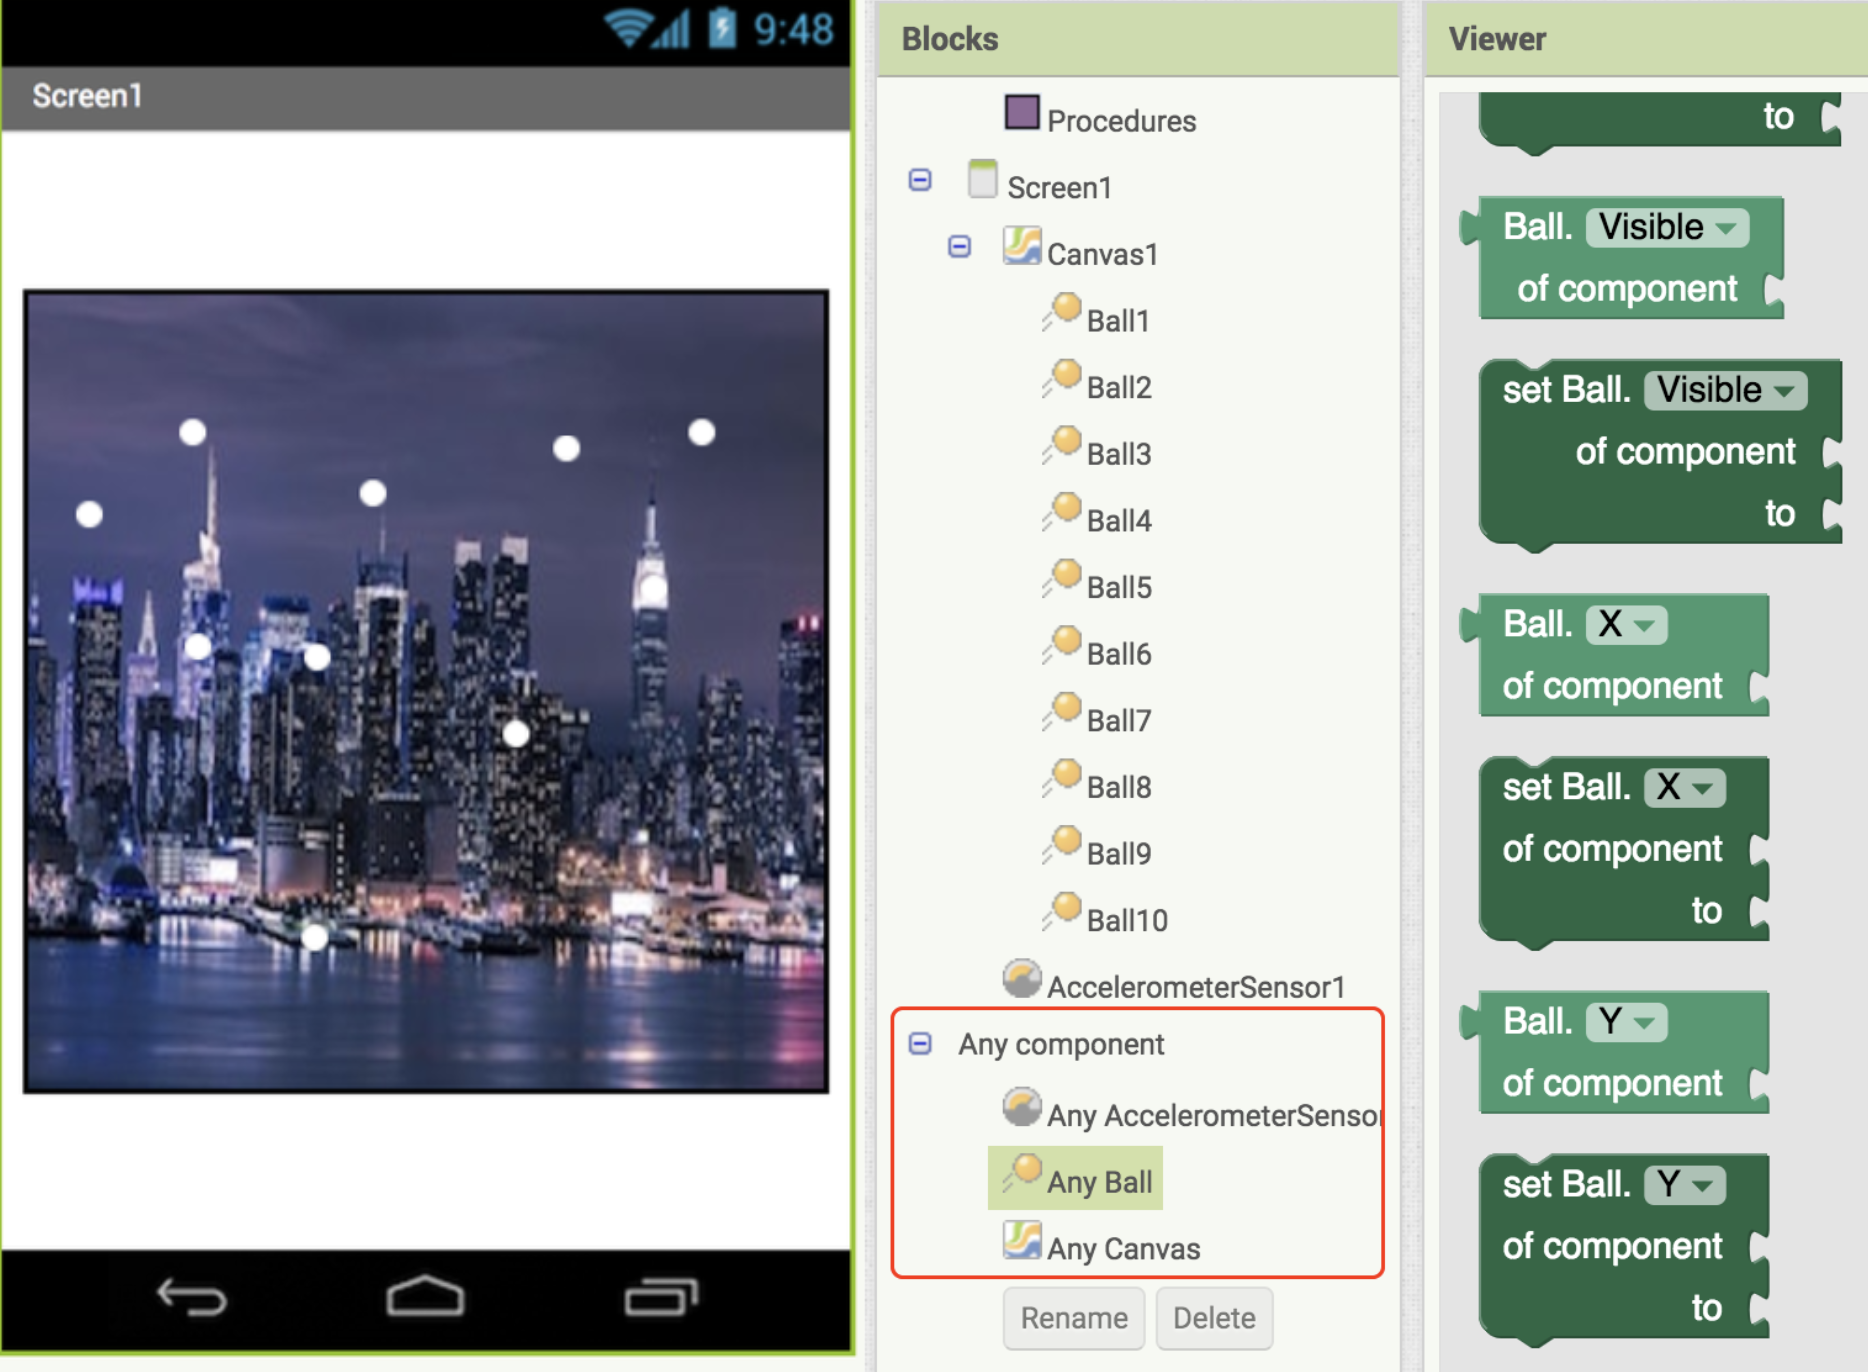 9:48
Screen1
Blocks
Procedures
Screen1
Canvas1
Ball1
Ball2
Ball3
Ball4
Ball5
Ball6
Ball7
Ball8
Ball9
Ball10
AccelerometerSensor1
Any component
Any AccelerometerSensor
Any Ball
Any Canvas
Rename Delete
Viewer
to
Ball. Visible
of component
set Ball. Visible
of component
to
Ball. X
of component
set Ball. X
of component
to
Ball. Y
of component
set Ball. Y
of component
to